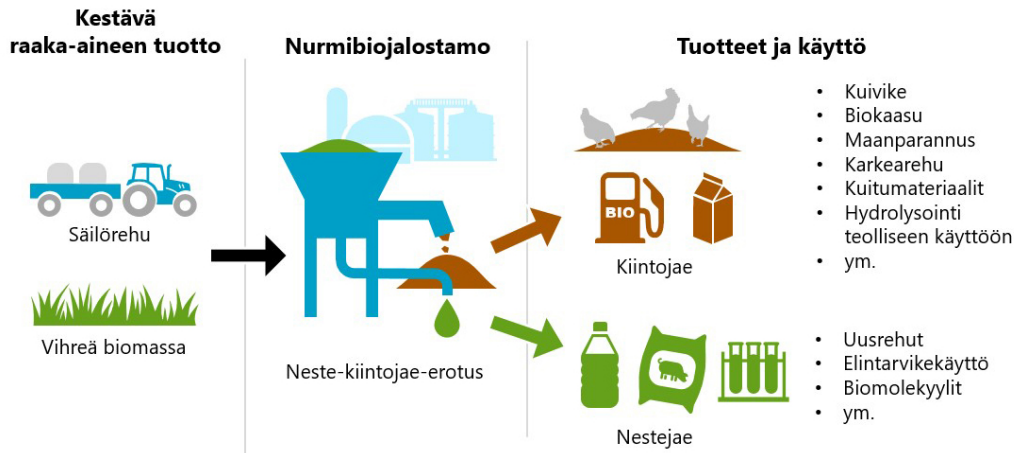 Kestävä
raaka-aineen tuotto
Säilörehu
Vihreä biomassa
Nurmibiojalostamo
Neste-kiintojae-erotus
Tuotteet ja käyttö
BIO
Kiintojae
• Kuivike
• Biokaasu
• Maanparannus
• Karkearehu
• Kuitumateriaalit
• Hydrolysointi
teolliseen käyttöön
• ym.
Nestejae
• Uusrehut
• Elintarvikekäyttö
• Biomolekyylit
• ym.